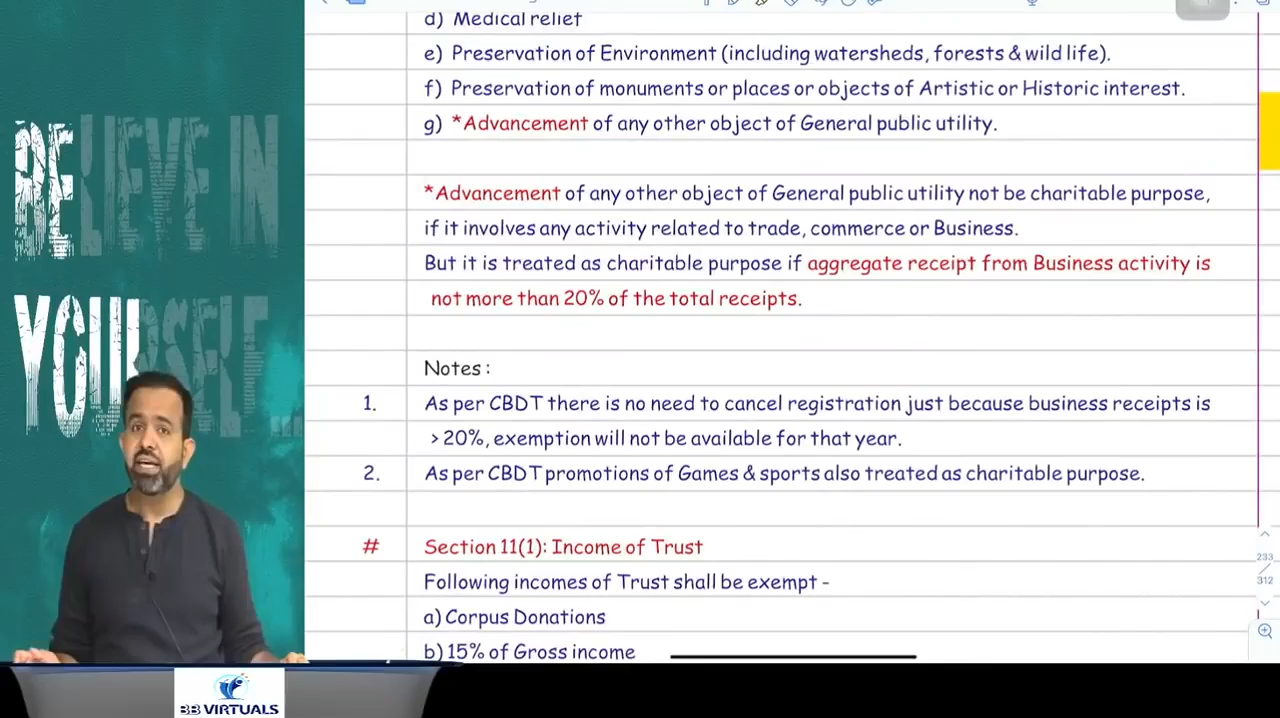 BELIEVE IN
YOURSELF...
d) Medical relief
e) Preservation of Environment (including watersheds, forests & wild life).
f) Preservation of monuments or places or objects of Artistic or Historic interest.
g) *Advancement of any other object of General public utility.
*Advancement of any other object of General public utility not be charitable purpose,
if it involves any activity related to trade, commerce or Business.
But it is treated as charitable purpose if aggregate receipt from Business activity is
not more than 20% of the total receipts.
Notes :
1. As per CBDT there is no need to cancel registration just because business receipts is
> 20%, exemption will not be available for that year.
2. As per CBDT promotions of Games & sports also treated as charitable purpose.
# Section 11(1): Income of Trust
Following incomes of Trust shall be exempt -
a) Corpus Donations
b) 15% of Gross income
233
312
BB VIRTUALS